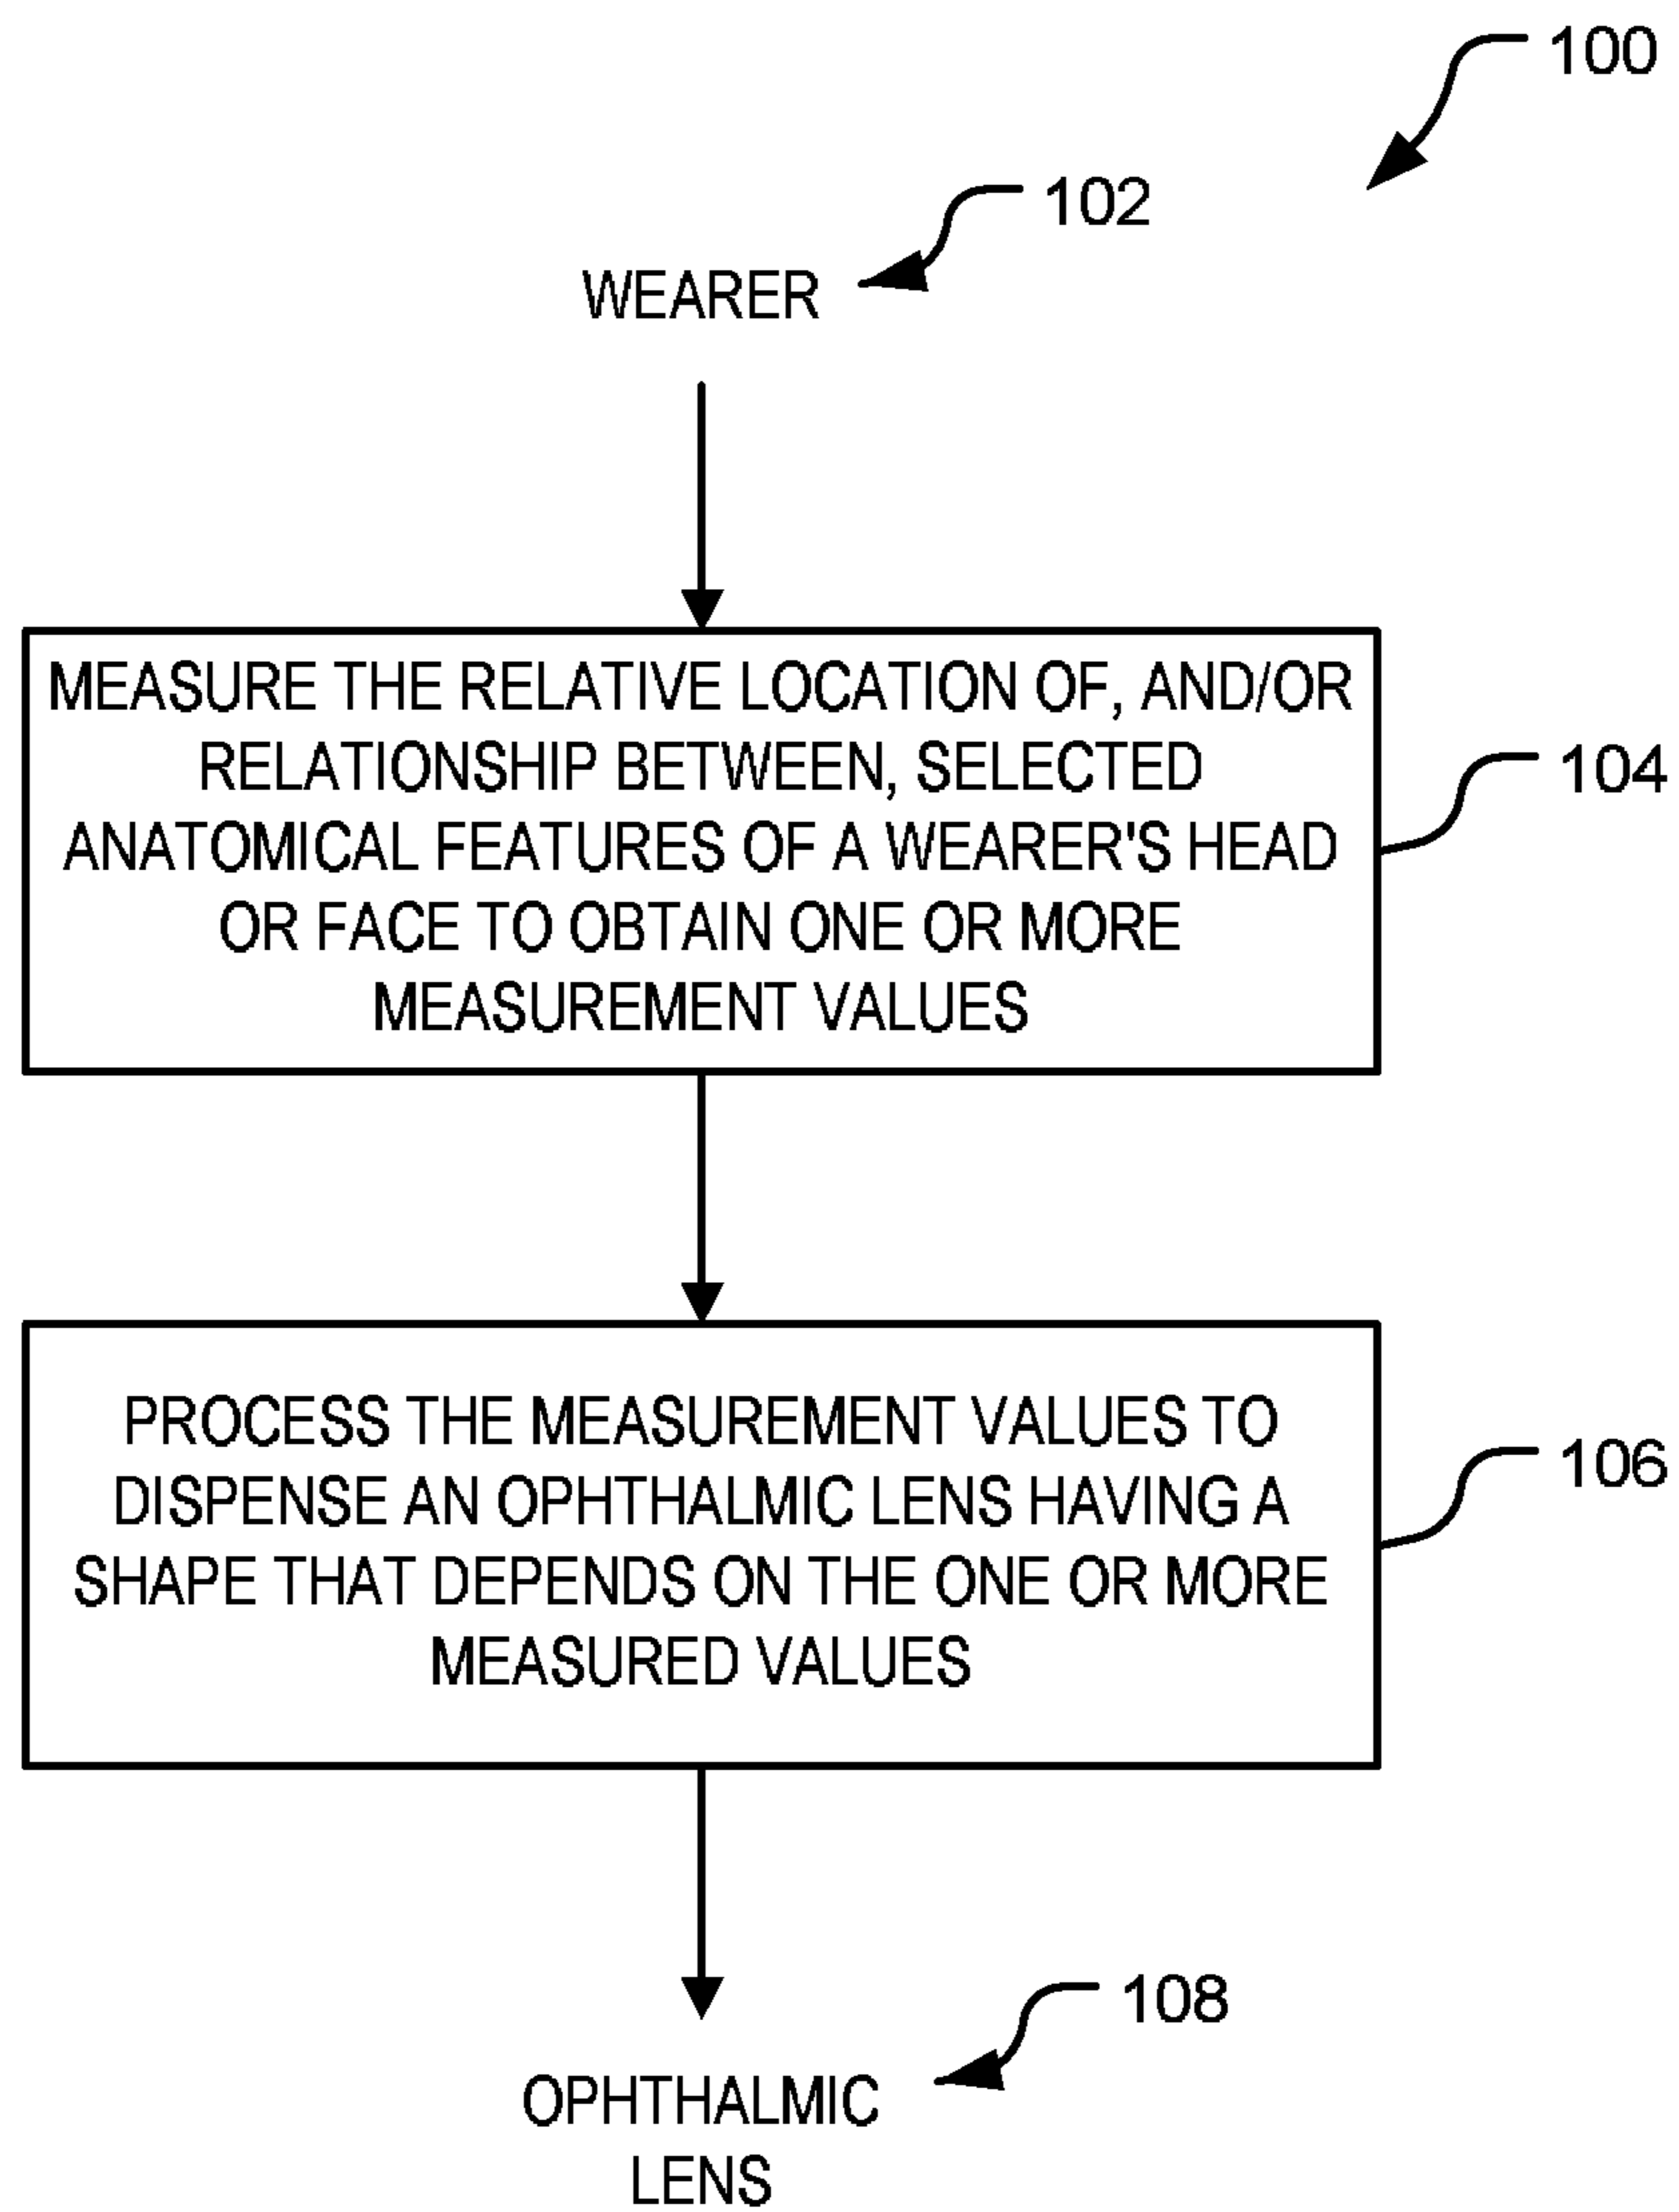 100
102
WEARER
MEASURE THE RELATIVE LOCATION OF, AND/OR
RELATIONSHIP BETWEEN, SELECTED
ANATOMICAL FEATURES OF A WEARER'S HEAD
OR FACE TO OBTAIN ONE OR MORE
MEASUREMENT VALUES
104
PROCESS THE MEASUREMENT VALUES TO
DISPENSE AN OPHTHALMIC LENS HAVING A
SHAPE THAT DEPENDS ON THE ONE OR MORE
MEASURED VALUES
106
108
OPHTHALMIC
LENS